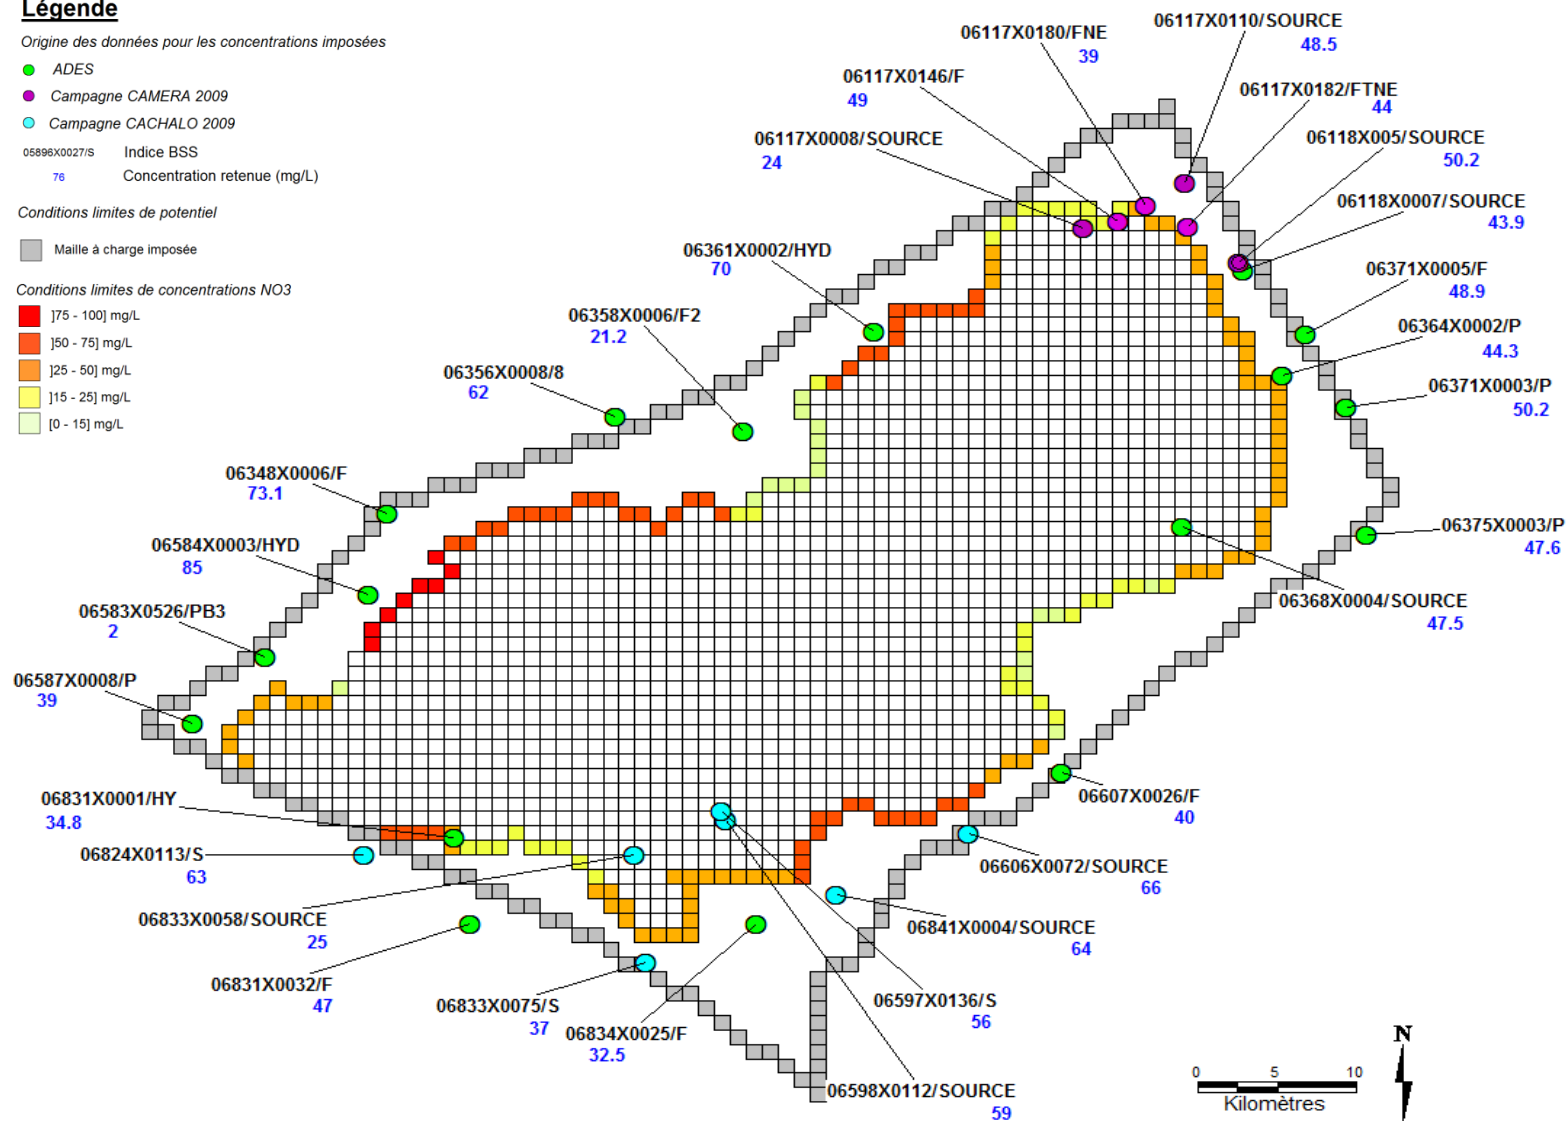 Légende
Origine des données pour les concentrations imposées
ADES
Campagne CAMERA 2009
Campagne CACHALO 2009
05896X0027/S Indice BSS
76 Concentration retenue (mg/L)
Conditions limites de potentiel
Maille à charge imposée
Conditions limites de concentrations NO3
]75 - 100] mg/L
]50 - 75] mg/L
]25 - 50] mg/L
]15 - 25] mg/L
[0 - 15] mg/L
06117X0110/SOURCE
48.5
06117X0180/FNE
39
06117X0146/F
49
06117X0182/FTNE
44
06117X0008/SOURCE
24
06118X005/SOURCE
50.2
06118X0007/SOURCE
43.9
06361X0002/HYD
70
06371X0005/F
48.9
06358X0006/F2
21.2
06364X0002/P
44.3
06356X0008/8
62
06371X0003/P
50.2
06348X0006/F
73.1
06375X0003/P
47.6
06584X0003/HYD
85
06368X0004/SOURCE
47.5
06583X0526/PB3
2
06587X0008/P
39
06831X0001/HY
34.8
06607X0026/F
40
06824X0113/S
63
06606X0072/SOURCE
66
06833X0058/SOURCE
25
06841X0004/SOURCE
64
06831X0032/F
47
06833X0075/S
37
06597X0136/S
56
06834X0025/F
32.5
06598X0112/SOURCE
59
N
0 5 10
Kilomètres